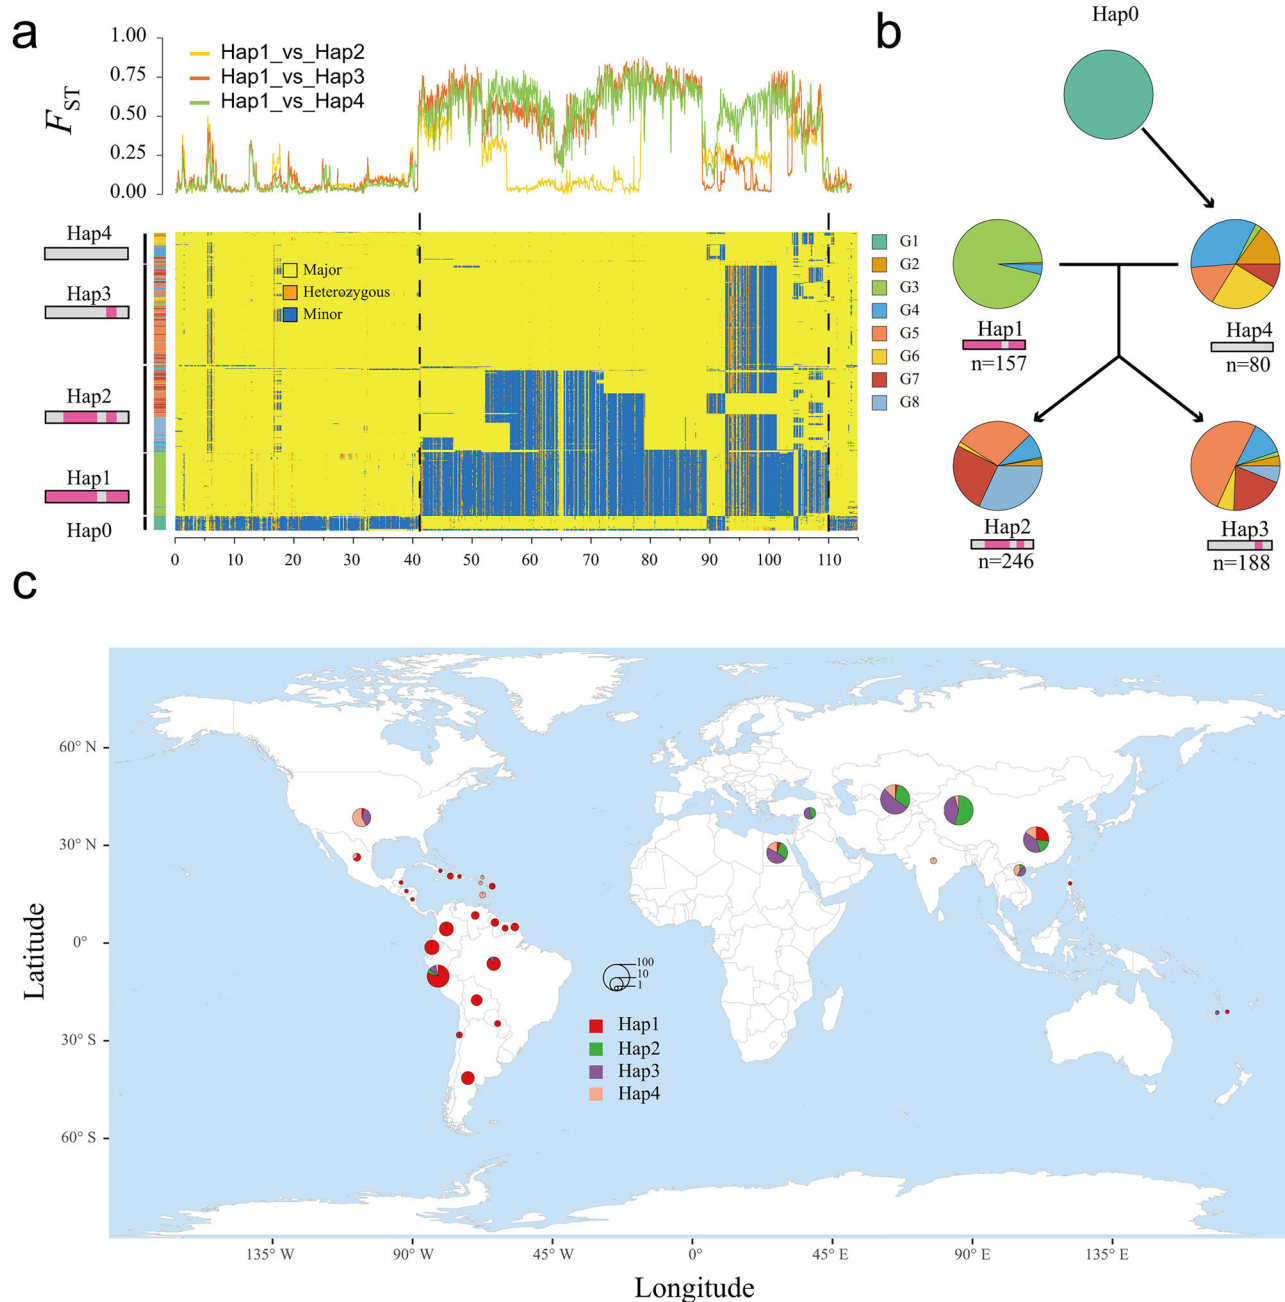 a
1.00
0.75
0.50
0.25
0.00
FST
Hap1_vs_Hap2
Hap1_vs_Hap3
Hap1_vs_Hap4
Hap4
Hap3
Hap2
Hap1
Hap0
Major
Heterozygous
Minor
0 10 20 30 40 50 60 70 80 90 100 110
b
Hap0
G1
G2
G3
G4
G5
G6
G7
G8
Hap1
n=157
Hap4
n=80
Hap2
n=246
Hap3
n=188
c
60° N
30° N
0°
30° S
60° S
Latitude
100
10
1
Hap1
Hap2
Hap3
Hap4
135° W 90° W 45° W 0° 45° E 90° E 135° E
Longitude